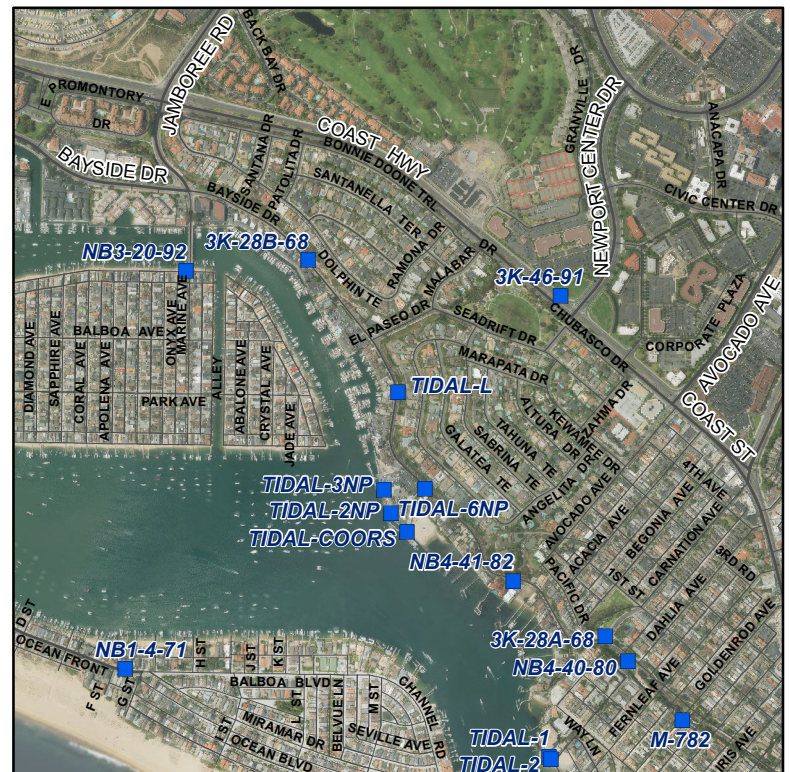 JAMBOREE RD
BACK BAY DR
GRANVILLE DR
E PROMONTORY
DR
NEWPORT CENTER DR
ANACAPA DR
COAST HWY
BAYSIDE DR
SANTANA DR
PATOLITA DR
BONNIE DOONE TRL
SANTANELLA TER
CIVIC CENTER DR
BAYSIDE DR
RAMONA DR
MALABAR DR
NB3-20-92
3K-28B-68
DOLPHIN TE
3K-46-91
CORPORATE PLAZA
AVOCADO AVE
EL PASEO DR
SEADRIFT DR
CHUBASCO DR
DIAMOND AVE
SAPPHIRE AVE
CORAL AVE
APOLENA AVE
BALBOA AVE
ONYX AVE
MARINE AVE
PARK AVE
ALLEY
ABALONE AVE
CRYSTAL AVE
JADE AVE
MARAPATA DR
TIDAL-L
ZAHMA DR
KEWAMEE DR
ALTURA DR
TAHUNA TE
SABRINA TE
GALATEA TE
ANGELITA DR
COAST ST
4TH AVE
TIDAL-3NP
TIDAL-2NP
TIDAL-6NP
TIDAL-COORS
AVOCADO AVE
ACACIA AVE
BEGONIA AVE
CARNATION AVE
3RD RD
NB4-41-82
PACIFIC DR
1ST ST
DAHLIA AVE
GOLDENROD AVE
D ST
OCEAN FRONT
NB1-4-71
H ST
J ST
K ST
3K-28A-68
NB4-40-80
FERNLEAF AVE
BALBOA BLVD
F ST
G ST
I ST
L ST
BELVUE LN
M ST
CHANNEL RD
MIRAMAR DR
SEVILLE AVE
OCEAN BLVD
TIDAL-1
TIDAL-2
WAY LN
M-782
IRIS AVE